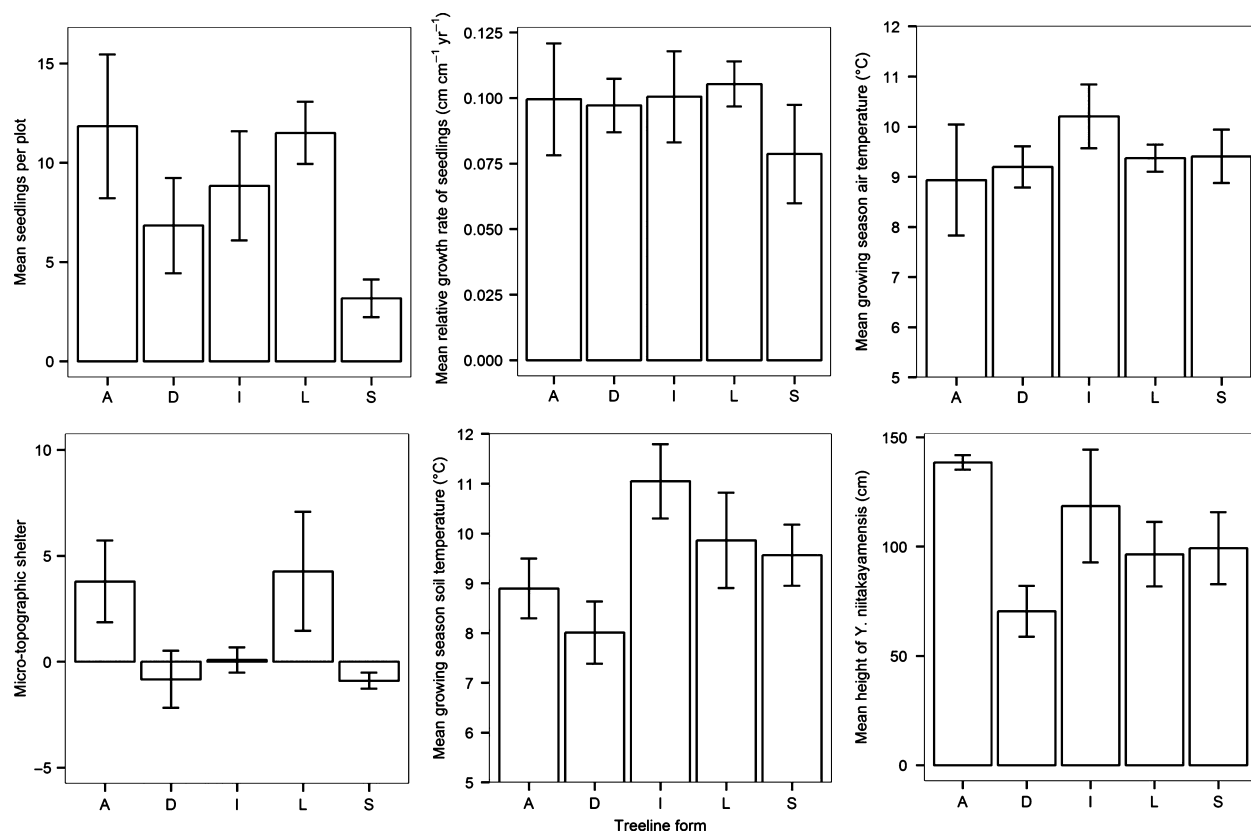 Mean seedlings per plot
15
10
5
0
A D I L S
Mean relative growth rate of seedlings (cm cm⁻¹ yr⁻¹)
0.125
0.100
0.075
0.050
0.025
0.000
A D I L S
Mean growing season air temperature (°C)
12
11
10
9
8
7
6
5
A D I L S
Micro-topographic shelter
10
5
0
−5
A D I L S
Mean growing season soil temperature (°C)
12
11
10
9
8
7
6
5
A D I L S
Treeline form
Mean height of Y. niitakayamensis (cm)
150
100
50
0
A D I L S